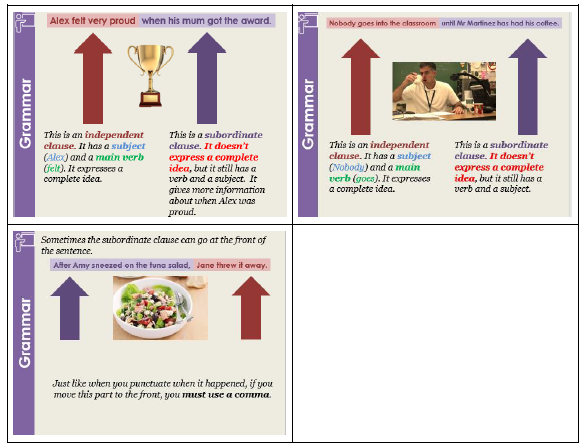 Grammar
Alex felt very proud when his mum got the award.
This is an independent
clause. It has a subject
(Alex) and a main verb
(felt). It expresses a
complete idea.
This is a subordinate
clause. It doesn't
express a complete
idea, but it still has a
verb and a subject. It
gives more information
about when Alex was
proud.
Grammar
Nobody goes into the classroom until Mr Martinez has had his coffee.
This is an independent
clause. It has a subject
(Nobody) and a main
verb (goes). It expresses
a complete idea.
This is a subordinate
clause. It doesn't
express a complete
idea, but it still has a
verb and a subject.
Grammar
Sometimes the subordinate clause can go at the front of
the sentence.
After Amy sneezed on the tuna salad, Jane threw it away.
Just like when you punctuate when it happened, if you
move this part to the front, you must use a comma.